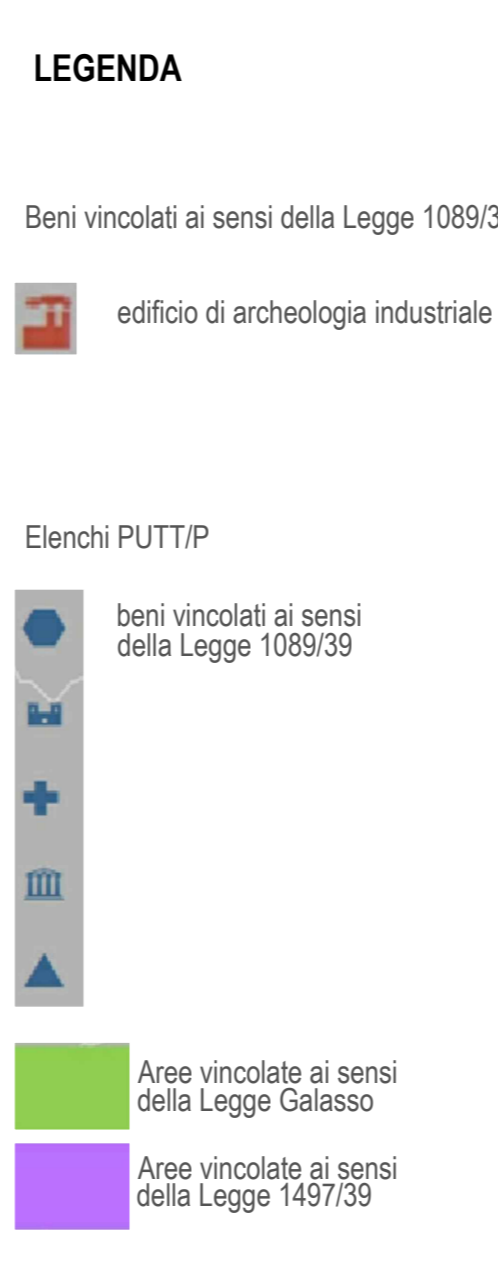 LEGENDA
Beni vincolati ai sensi della Legge 1089/3
edificio di archeologia industriale
Elenchi PUTT/P
beni vincolati ai sensi
della Legge 1089/39
Aree vincolate ai sensi
della Legge Galasso
Aree vincolate ai sensi
della Legge 1497/39